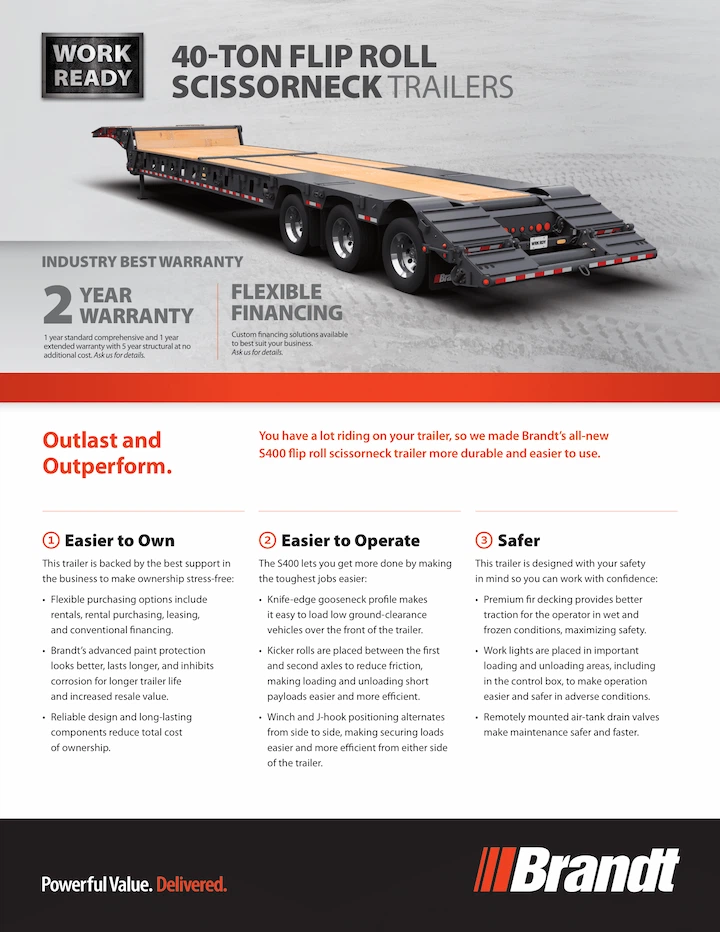 WORK
READY
40-TON FLIP ROLL
SCISSORNECK TRAILERS
INDUSTRY BEST WARRANTY
2 YEAR
WARRANTY
1 year standard comprehensive and 1 year
extended warranty with 5 year structural at no
additional cost. Ask us for details.
FLEXIBLE
FINANCING
Custom financing solutions available
to best suit your business.
Ask us for details.
Outlast and
Outperform.
You have a lot riding on your trailer, so we made Brandt's all-new
S400 flip roll scissorneck trailer more durable and easier to use.
1 Easier to Own
This trailer is backed by the best support in
the business to make ownership stress-free:
• Flexible purchasing options include
rentals, rental purchasing, leasing,
and conventional financing.
• Brandt's advanced paint protection
looks better, lasts longer, and inhibits
corrosion for longer trailer life
and increased resale value.
• Reliable design and long-lasting
components reduce total cost
of ownership.
2 Easier to Operate
The S400 lets you get more done by making
the toughest jobs easier:
• Knife-edge gooseneck profile makes
it easy to load low ground-clearance
vehicles over the front of the trailer.
• Kicker rolls are placed between the first
and second axles to reduce friction,
making loading and unloading short
payloads easier and more efficient.
• Winch and J-hook positioning alternates
from side to side, making securing loads
easier and more efficient from either side
of the trailer.
3 Safer
This trailer is designed with your safety
in mind so you can work with confidence:
• Premium fir decking provides better
traction for the operator in wet and
frozen conditions, maximizing safety.
• Work lights are placed in important
loading and unloading areas, including
in the control box, to make operation
easier and safer in adverse conditions.
• Remotely mounted air-tank drain valves
make maintenance safer and faster.
Powerful Value. Delivered.
Brandt